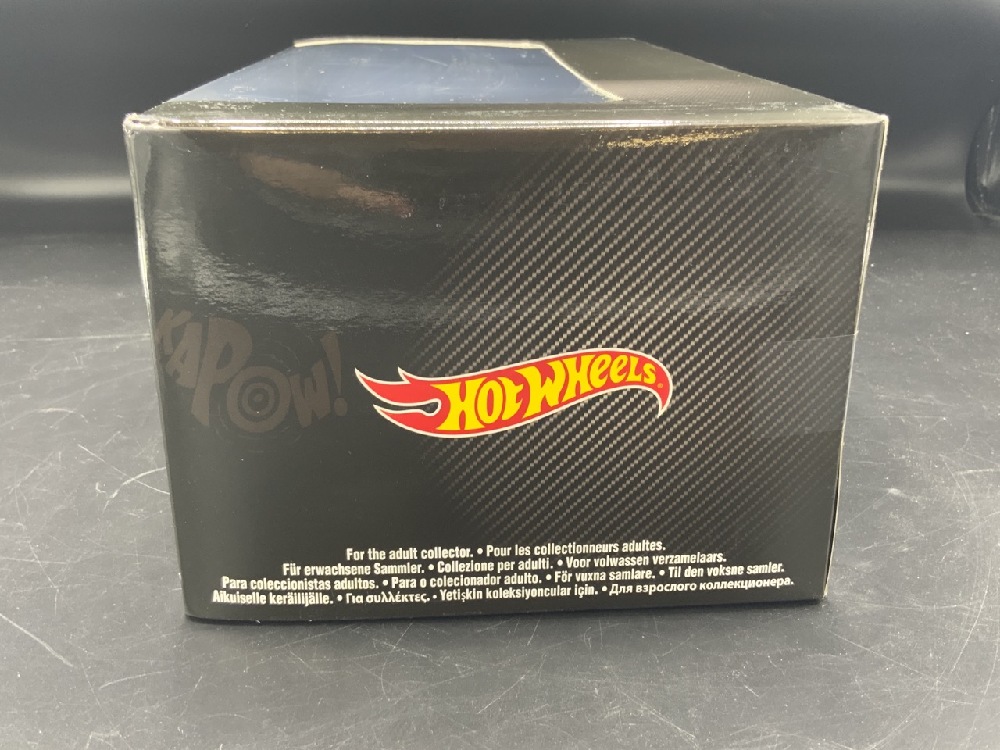 KAPOW!
HOT WHEELS
For the adult collector. • Pour les collectionneurs adultes.
Für erwachsene Sammler. • Collezione per adulti. • Voor volwassen verzamelaars.
Para coleccionistas adultos. • Para o colecionador adulto. • För vuxna samlare. • Til den voksne samler.
Aikuiselle keräilijälle. • Για συλλέκτες. • Yetişkin koleksiyoncular için. • Для взрослого коллекционера.